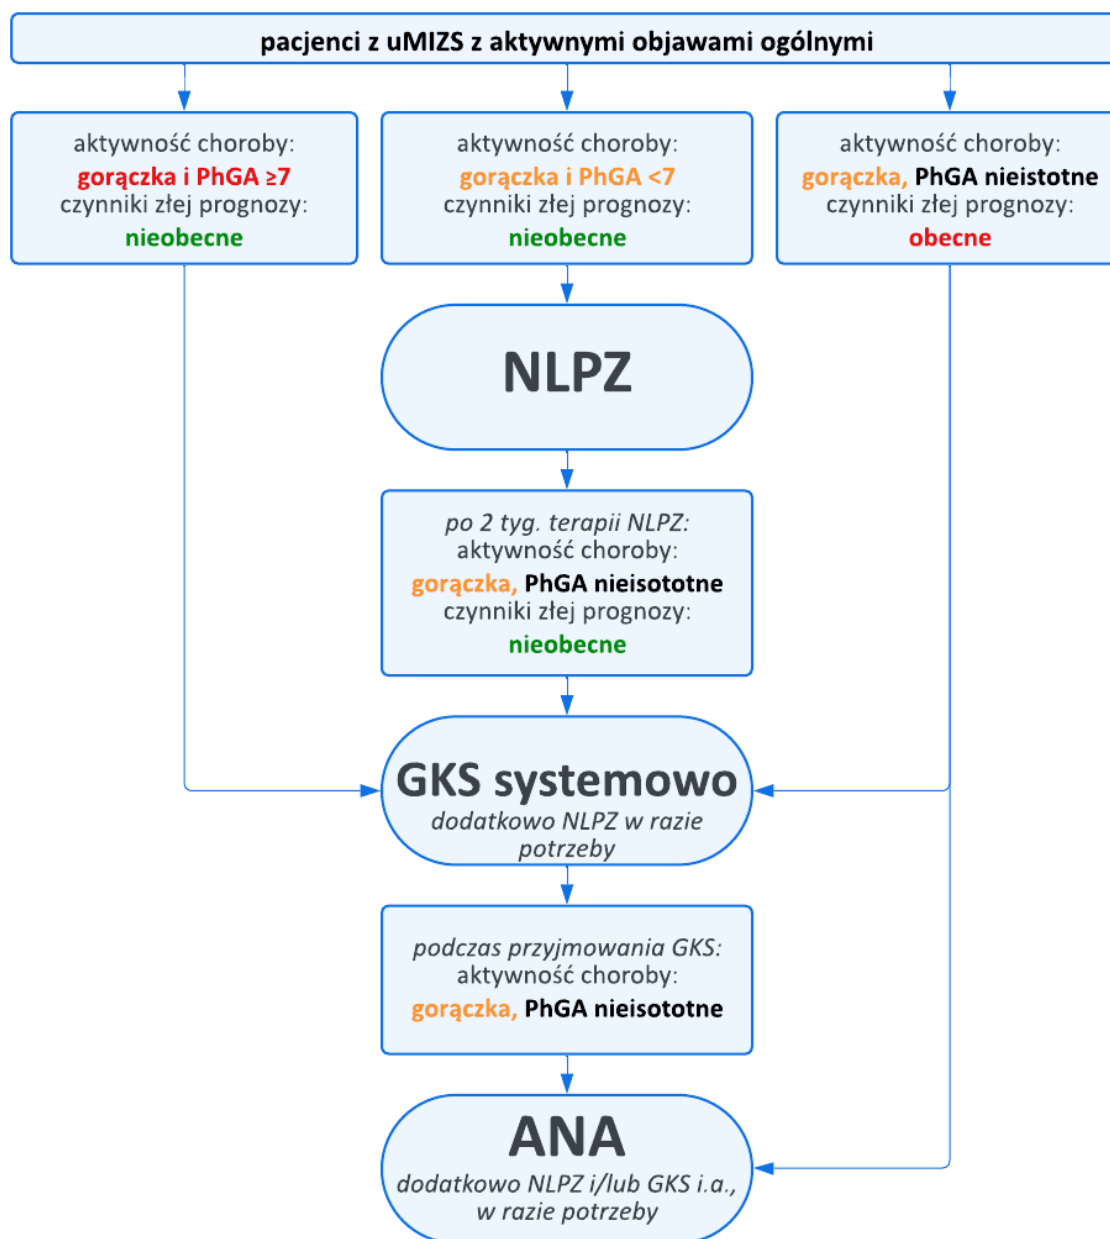 pacjenci z uMIZS z aktywnymi objawami ogólnymi
aktywność choroby:
gorączka i PhGA ≥7
czynniki złej prognozy:
nieobecne
aktywność choroby:
gorączka i PhGA <7
czynniki złej prognozy:
nieobecne
aktywność choroby:
gorączka, PhGA nieistotne
czynniki złej prognozy:
obecne
NLPZ
po 2 tyg. terapii NLPZ:
aktywność choroby:
gorączka, PhGA nieisototne
czynniki złej prognozy:
nieobecne
GKS systemowo
dodatkowo NLPZ w razie
potrzeby
podczas przyjmowania GKS:
aktywność choroby:
gorączka, PhGA nieisototne
ANA
dodatkowo NLPZ i/lub GKS i.a.,
w razie potrzeby